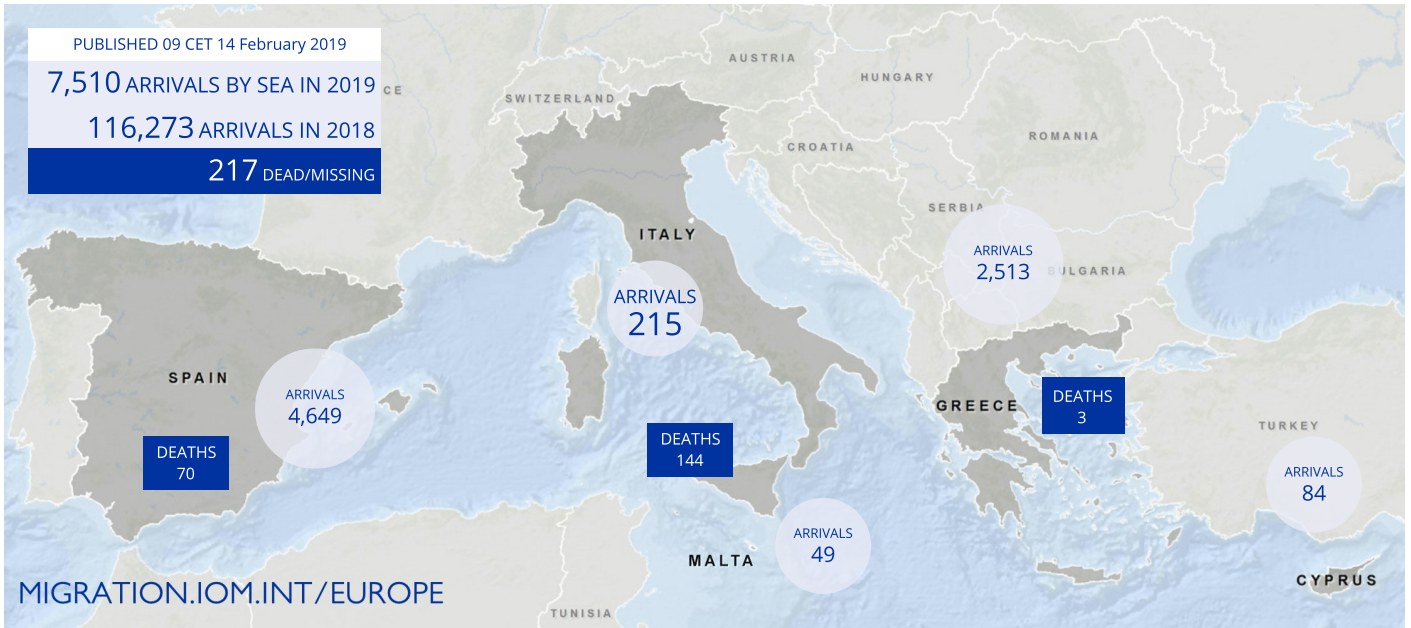 PUBLISHED 09 CET 14 February 2019
7,510 ARRIVALS BY SEA IN 2019
116,273 ARRIVALS IN 2018
217 DEAD/MISSING
CE
AUSTRIA
HUNGARY
SWITZERLAND
ROMANIA
CROATIA
SERBIA
ITALY
ARRIVALS
2,513
BULGARIA
ARRIVALS
215
SPAIN
ARRIVALS
4,649
GREECE
DEATHS
3
TURKEY
DEATHS
70
DEATHS
144
ARRIVALS
84
ARRIVALS
49
MALTA
CYPRUS
MIGRATION.IOM.INT/EUROPE
TUNISIA